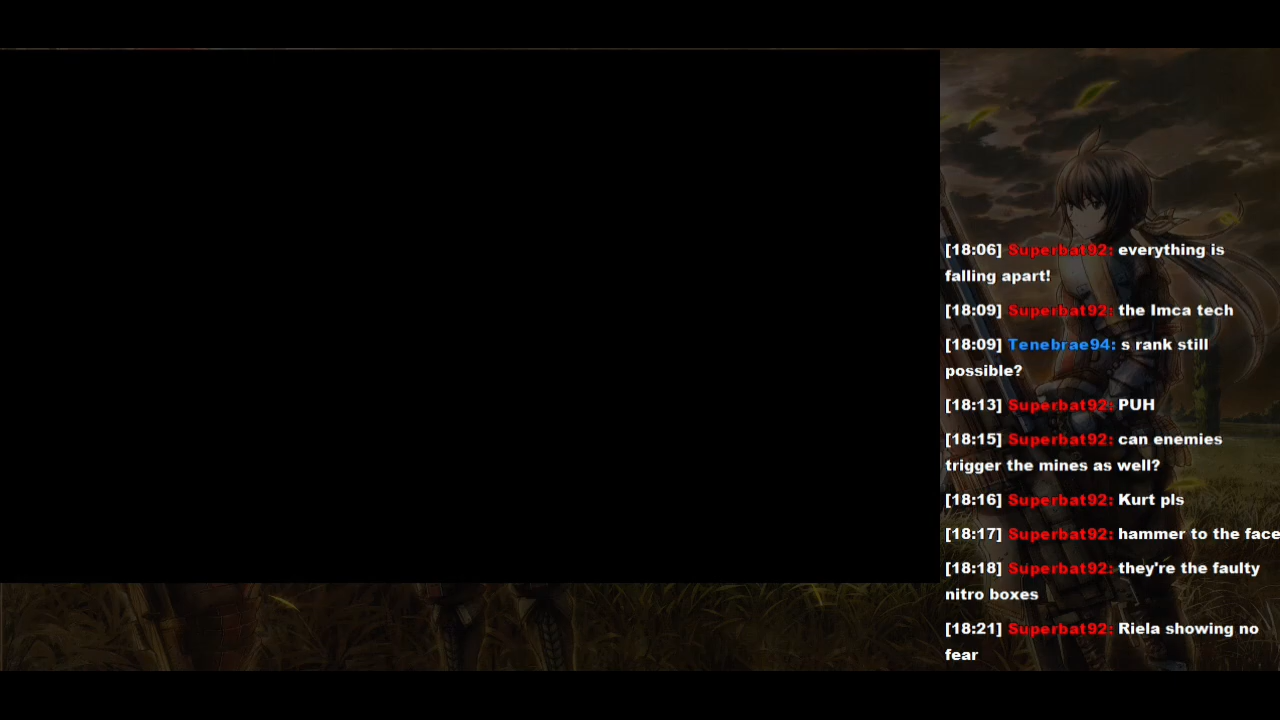 [18:06] Superbat92: everything is
falling apart!
[18:09] Superbat92: the Imca tech
[18:09] Tenebrae94: s rank still
possible?
[18:13] Superbat92: PUH
[18:15] Superbat92: can enemies
trigger the mines as well?
[18:16] Superbat92: Kurt pls
[18:17] Superbat92: hammer to the face
[18:18] Superbat92: they're the faulty
nitro boxes
[18:21] Superbat92: Riela showing no
fear